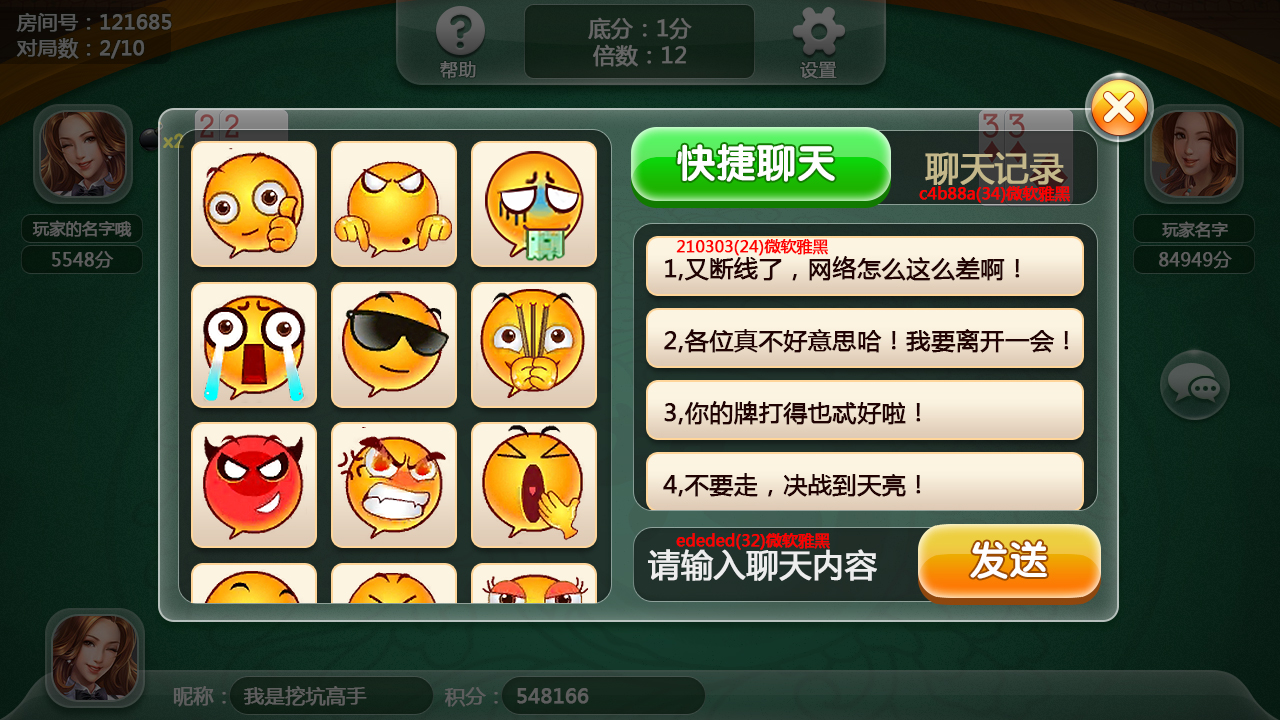 房间号：121685
对局数：2/10
帮助
底分：1分
倍数：12
设置
x2
2 2
3 3
玩家的名字哦
5548分
玩家名字
84949分
快捷聊天
聊天记录
c4b88a(34)微软雅黑
210303(24)微软雅黑
1,又断线了，网络怎么这么差啊！
2,各位真不好意思哈！我要离开一会！
3,你的牌打得也忒好啦！
4,不要走，决战到天亮！
ededed(32)微软雅黑
请输入聊天内容
发送
昵称：我是挖坑高手
积分：548166